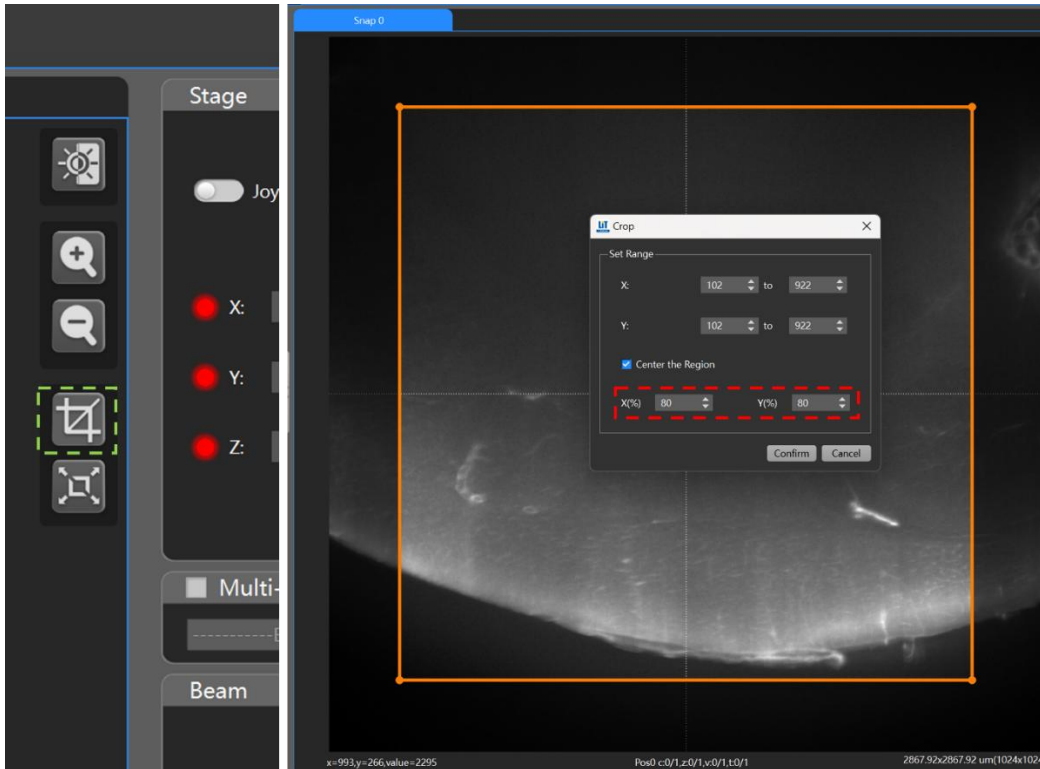 Stage
Joy
X:
Y:
Z:
Multi-
Beam
Snap 0
LiT Crop
Set Range
X: 102 to 922
Y: 102 to 922
Center the Region
X(%) 80 Y(%) 80
Confirm Cancel
x=993,y=266,value=2295 Pos0 c:0/1,z:0/1,v:0/1,t:0/1 2867.92x2867.92 um(1024x1024